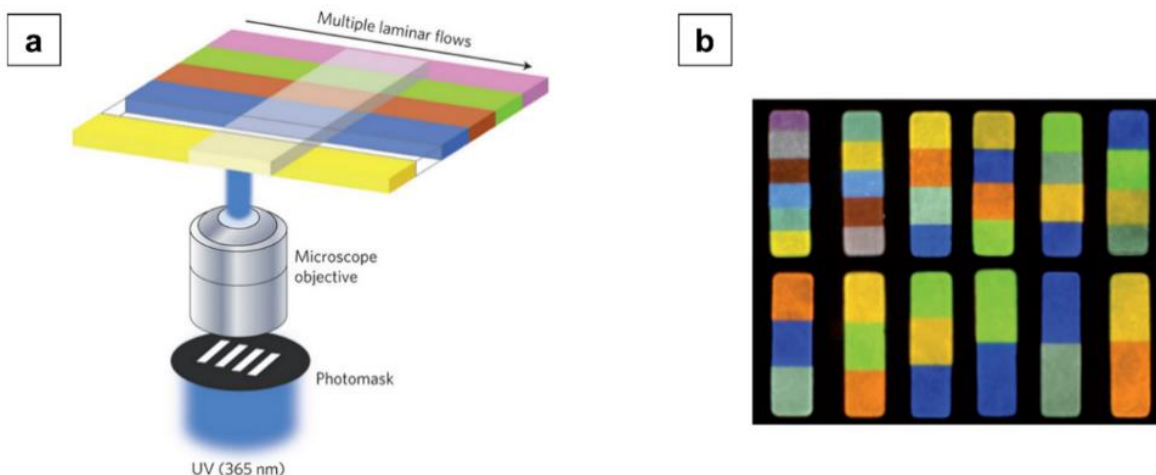 a
b
Multiple laminar flows
Microscope
objective
Photomask
UV (365 nm)